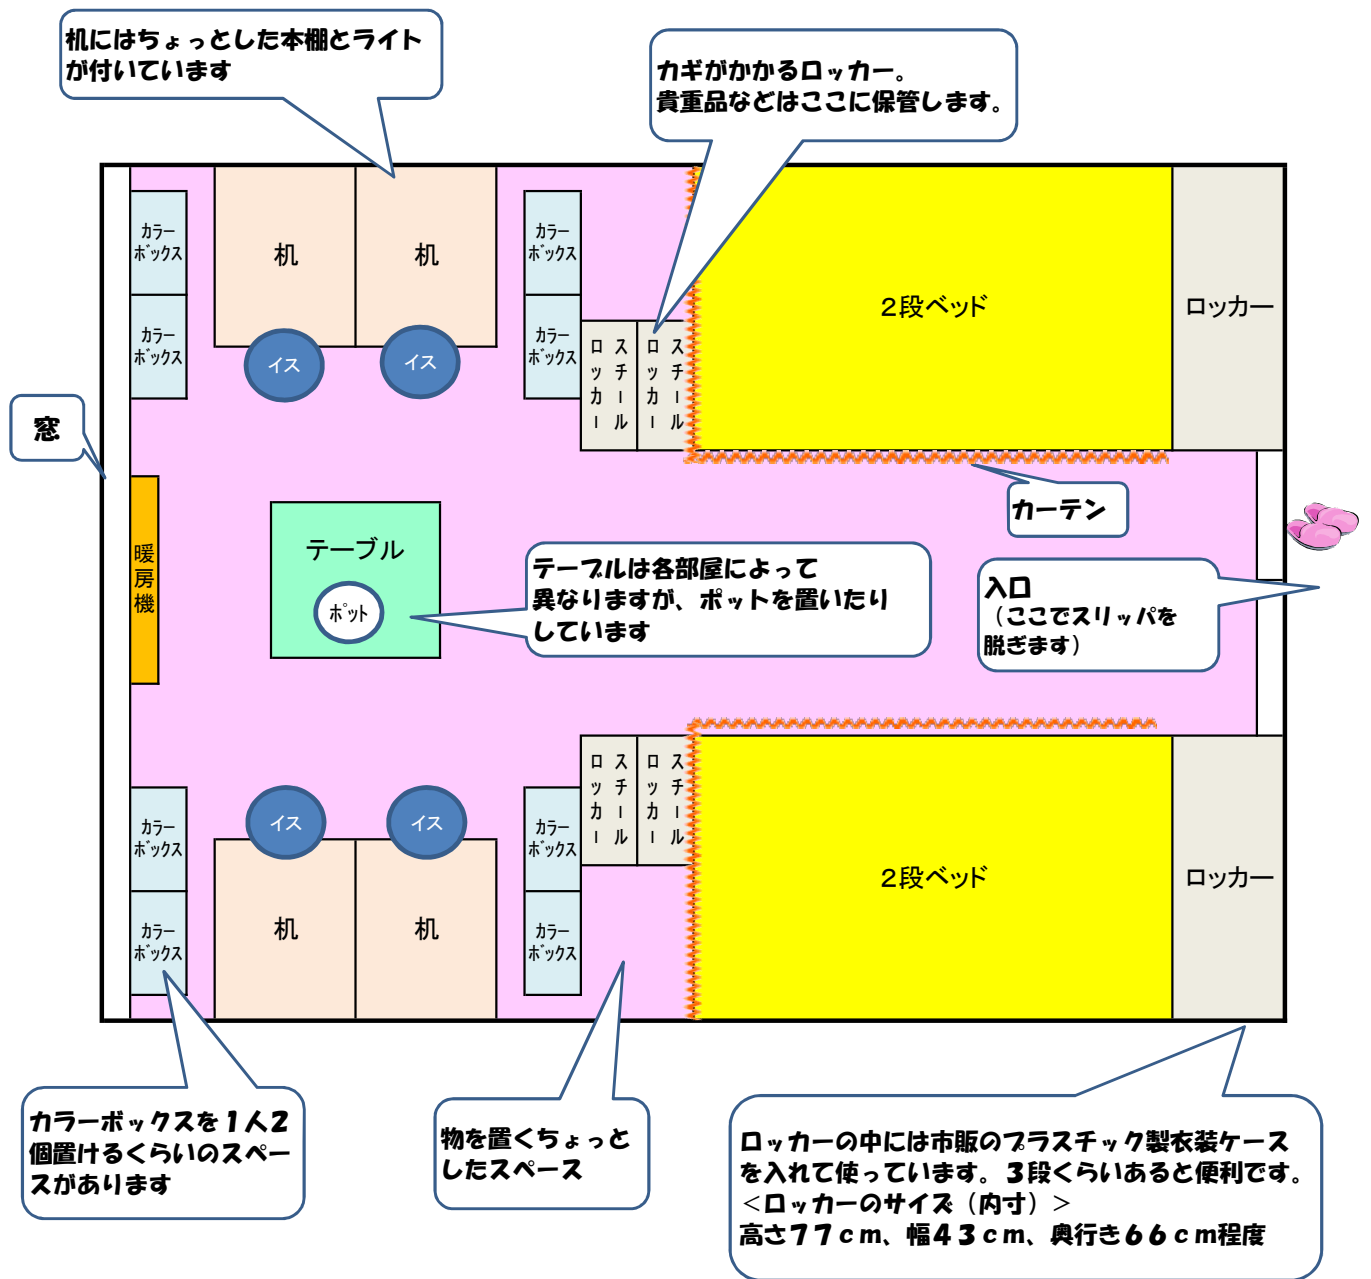 机にはちょっとした本棚とライト
が付いています
カギがかかるロッカー。
貴重品などはここに保管します。
カラー
ボックス
カラー
ボックス
机
机
イス
イス
カラー
ボックス
カラー
ボックス
スチール
ロッカー
スチール
ロッカー
2段ベッド
ロッカー
窓
カーテン
暖房機
テーブル
ポット
テーブルは各部屋によって
異なりますが、ポットを置いたり
しています
入口
（ここでスリッパを
脱ぎます）
カラー
ボックス
カラー
ボックス
イス
イス
机
机
カラー
ボックス
カラー
ボックス
スチール
ロッカー
スチール
ロッカー
2段ベッド
ロッカー
カラーボックスを１人２
個置けるくらいのスペー
スがあります
物を置くちょっと
したスペース
ロッカーの中には市販のプラスチック製衣装ケース
を入れて使っています。３段くらいあると便利です。
＜ロッカーのサイズ（内寸）＞
高さ７７ｃｍ、幅４３ｃｍ、奥行き６６ｃｍ程度